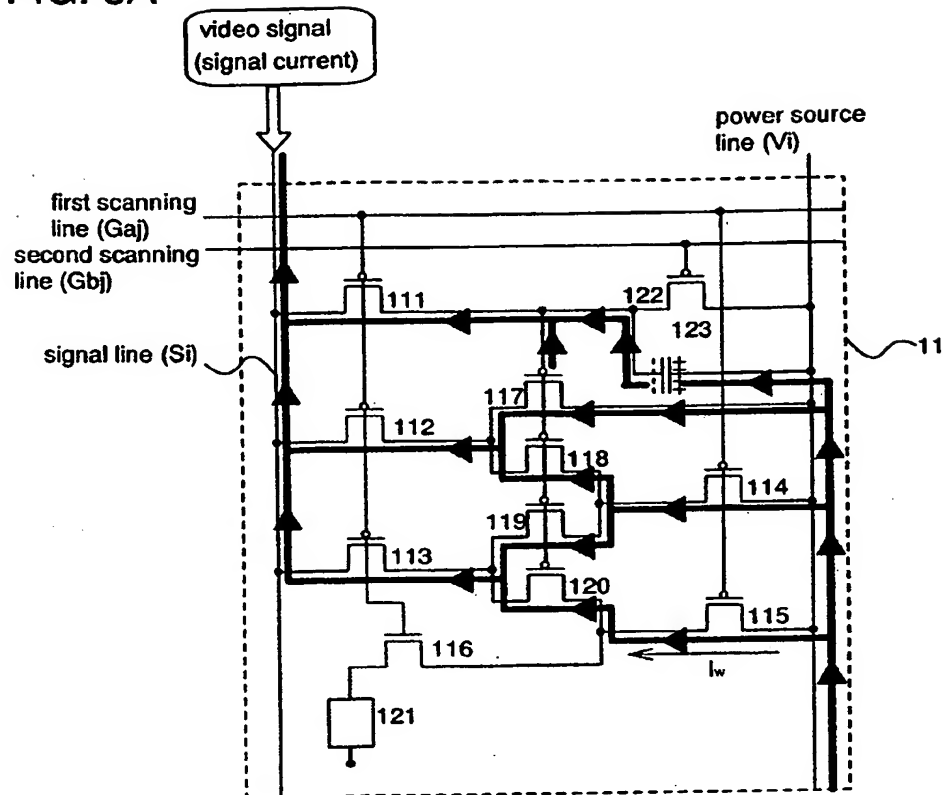 video signal
(signal current)
power source
line (Vi)
first scanning
line (Gaj)
second scanning
line (Gbj)
111
122
123
signal line (Si)
11
117
112
118
114
119
113
120
115
116
Iw
121